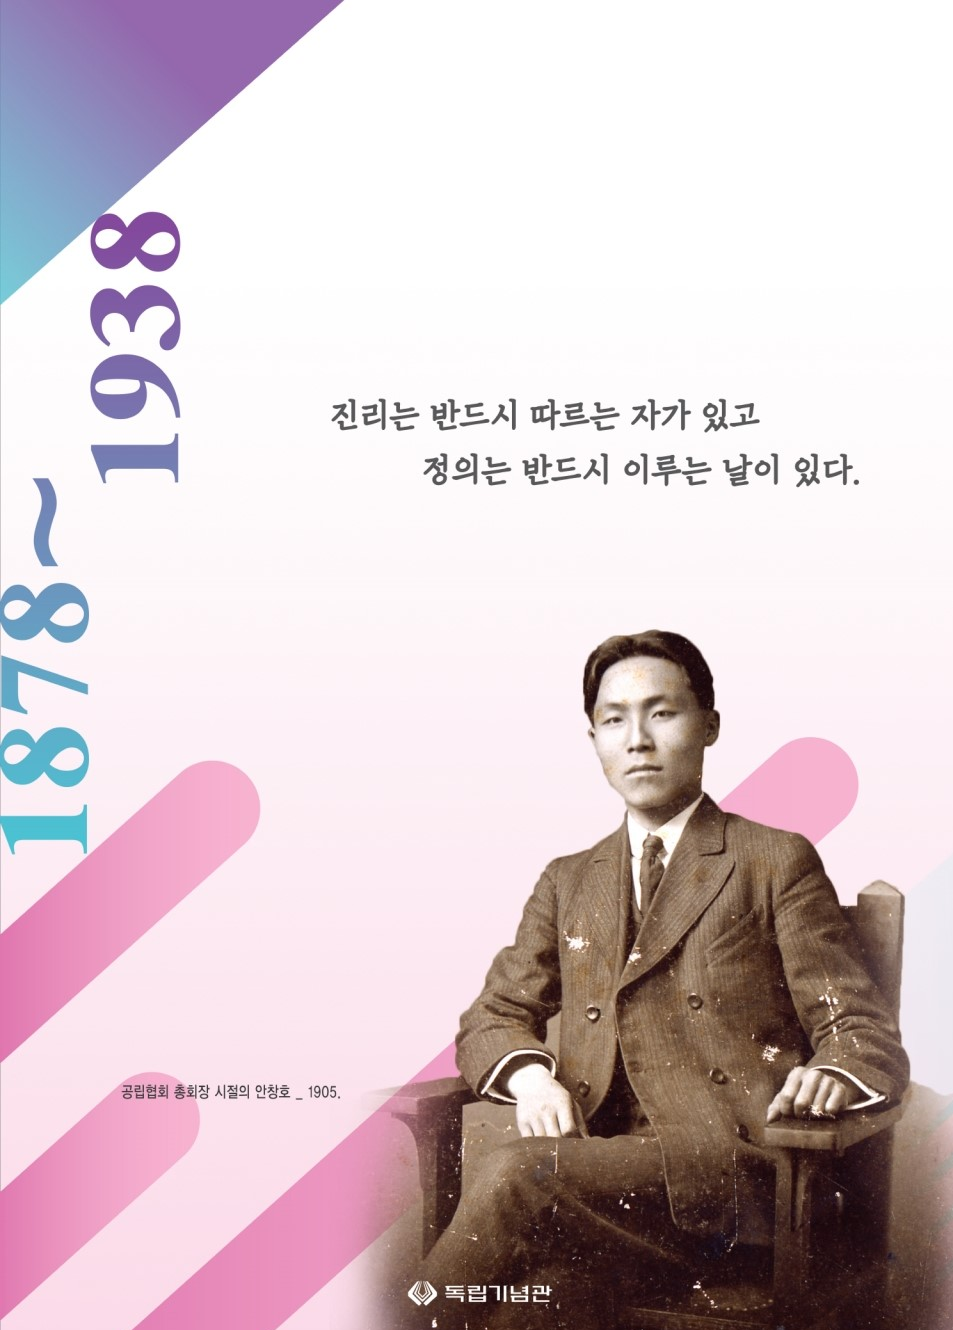 1878~1938
진리는 반드시 따르는 자가 있고
정의는 반드시 이루는 날이 있다.
공립협회 총회장 시절의 안창호 _ 1905.
독립기념관